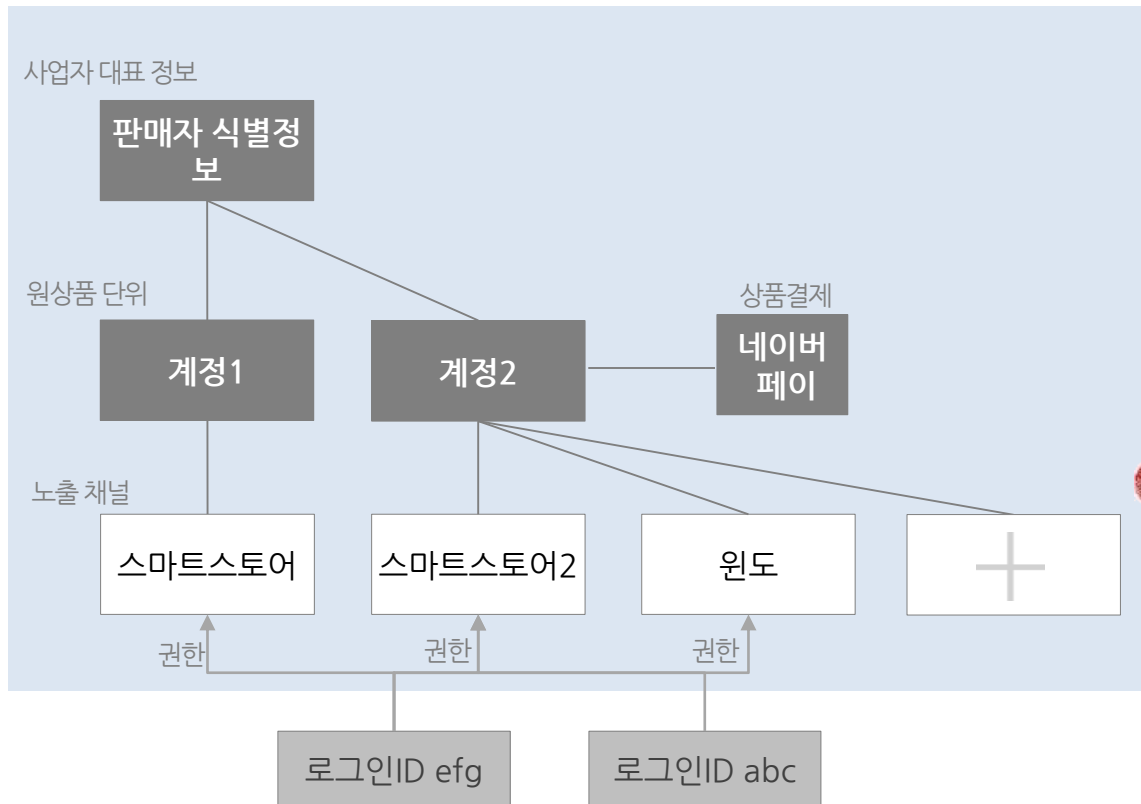 사업자 대표 정보
판매자 식별정
보
원상품 단위
상품결제
계정1
계정2
네이버
페이
노출 채널
스마트스토어
스마트스토어2
윈도
권한
권한
권한
로그인ID efg
로그인ID abc